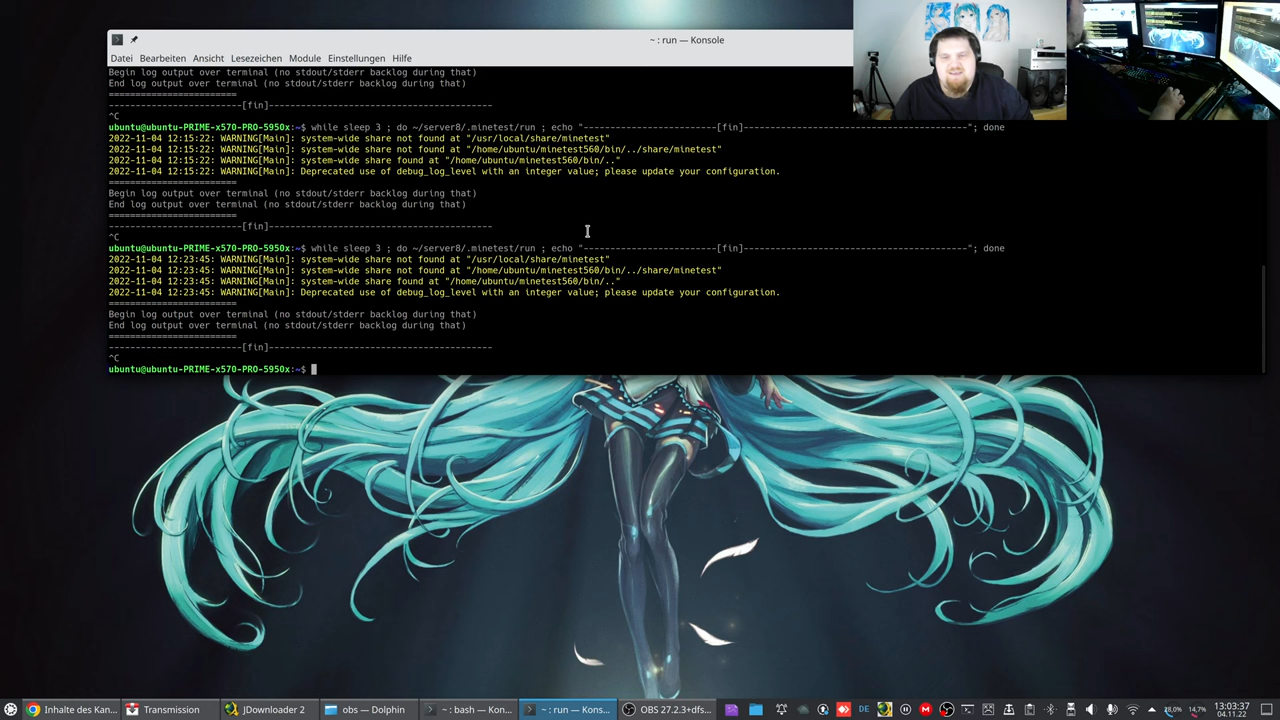 ~ : run — Konsole
Datei Bearbeiten Ansicht Lesezeichen Module Einstellungen Hilfe
Begin log output over terminal (no stdout/stderr backlog during that)
End log output over terminal (no stdout/stderr backlog during that)
========================
-------------------------[fin]------------------------------------------
^C
ubuntu@ubuntu-PRIME-x570-PRO-5950x:~$ while sleep 3 ; do ~/server8/.minetest/run ; echo "-------------------------[fin]------------------------------------------"; done
2022-11-04 12:15:22: WARNING[Main]: system-wide share not found at "/usr/local/share/minetest"
2022-11-04 12:15:22: WARNING[Main]: system-wide share not found at "/home/ubuntu/minetest560/bin/../share/minetest"
2022-11-04 12:15:22: WARNING[Main]: system-wide share found at "/home/ubuntu/minetest560/bin/.."
2022-11-04 12:15:22: WARNING[Main]: Deprecated use of debug_log_level with an integer value; please update your configuration.
========================
Begin log output over terminal (no stdout/stderr backlog during that)
End log output over terminal (no stdout/stderr backlog during that)
========================
-------------------------[fin]------------------------------------------
^C
ubuntu@ubuntu-PRIME-x570-PRO-5950x:~$ while sleep 3 ; do ~/server8/.minetest/run ; echo "-------------------------[fin]------------------------------------------"; done
2022-11-04 12:23:45: WARNING[Main]: system-wide share not found at "/usr/local/share/minetest"
2022-11-04 12:23:45: WARNING[Main]: system-wide share not found at "/home/ubuntu/minetest560/bin/../share/minetest"
2022-11-04 12:23:45: WARNING[Main]: system-wide share found at "/home/ubuntu/minetest560/bin/.."
2022-11-04 12:23:45: WARNING[Main]: Deprecated use of debug_log_level with an integer value; please update your configuration.
========================
Begin log output over terminal (no stdout/stderr backlog during that)
End log output over terminal (no stdout/stderr backlog during that)
========================
-------------------------[fin]------------------------------------------
^C
ubuntu@ubuntu-PRIME-x570-PRO-5950x:~$
Inhalte des Kan... Transmission JDownloader 2 obs — Dolphin ~ : bash — Kon... ~ : run — Kons... OBS 27.2.3+dfs... DE 28,0% 14,7% 13:03:37
04.11.22